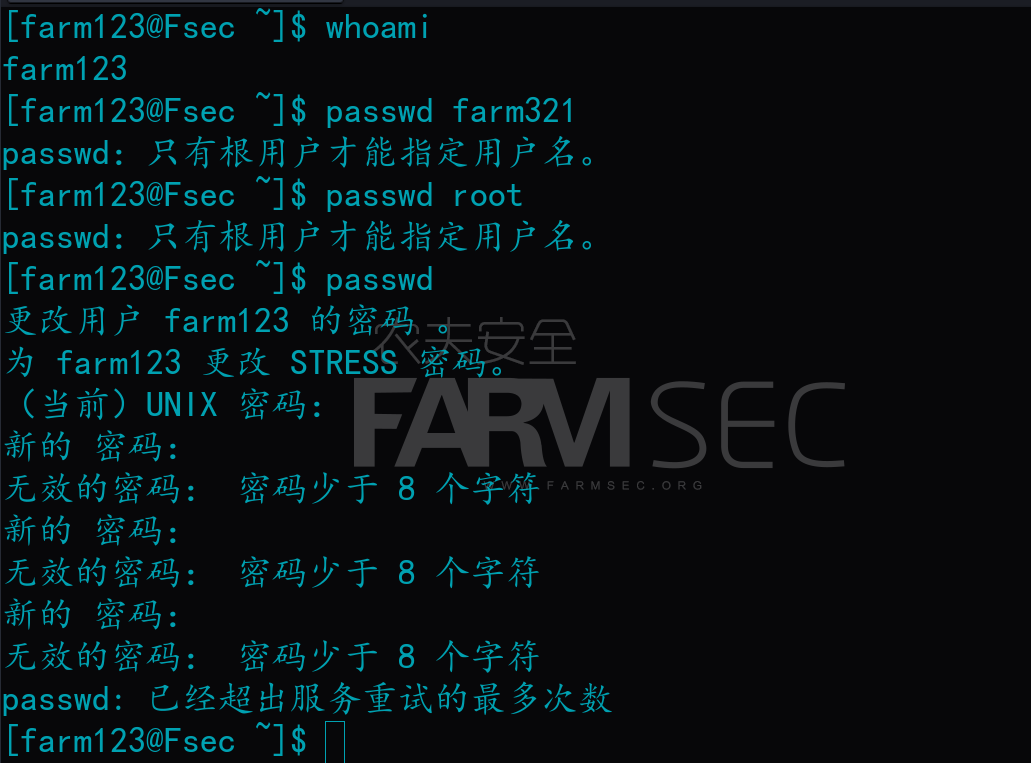 [farm123@Fsec ~]$ whoami
farm123
[farm123@Fsec ~]$ passwd farm321
passwd：只有根用户才能指定用户名。
[farm123@Fsec ~]$ passwd root
passwd：只有根用户才能指定用户名。
[farm123@Fsec ~]$ passwd
更改用户 farm123 的密码 。
为 farm123 更改 STRESS 密码。
（当前）UNIX 密码：
新的 密码：
无效的密码： 密码少于 8 个字符
新的 密码：
无效的密码： 密码少于 8 个字符
新的 密码：
无效的密码： 密码少于 8 个字符
passwd: 已经超出服务重试的最多次数
[farm123@Fsec ~]$
农夫安全
FARMSEC
WWW.FARMSEC.ORG